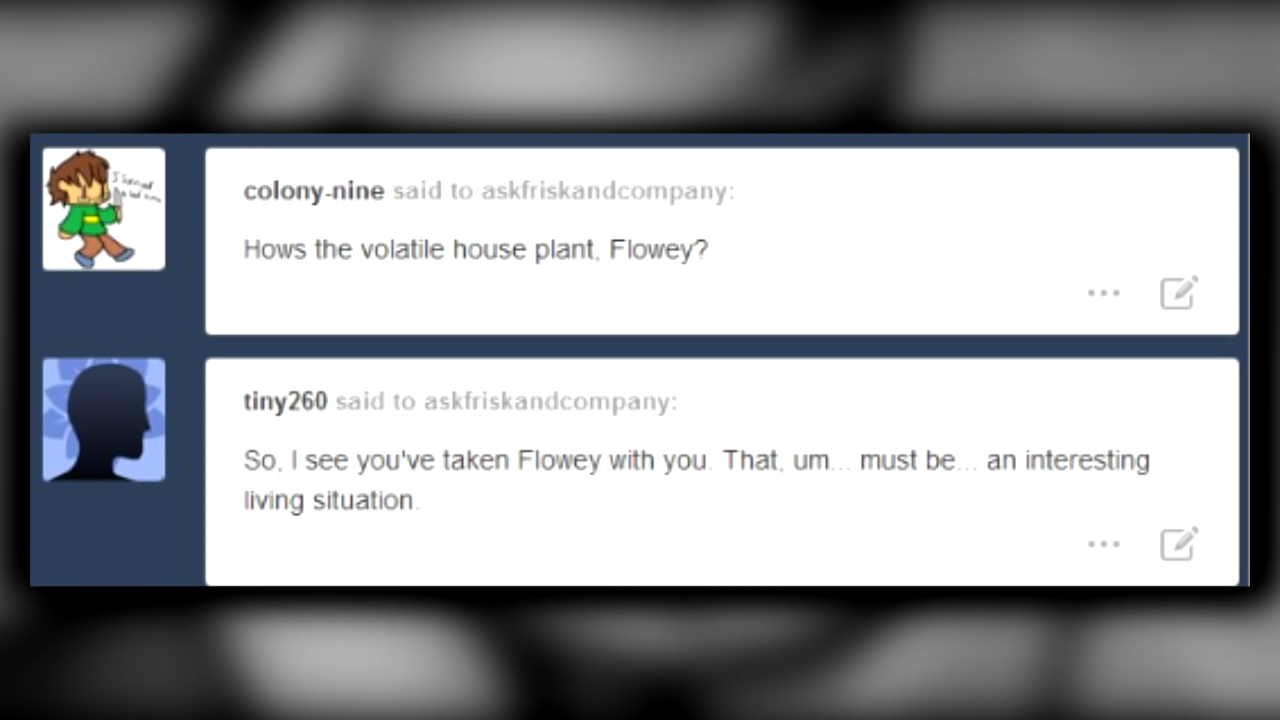 colony-nine said to askfriskandcompany:
Hows the volatile house plant, Flowey?
tiny260 said to askfriskandcompany:
So, I see you've taken Flowey with you. That, um... must be... an interesting
living situation.